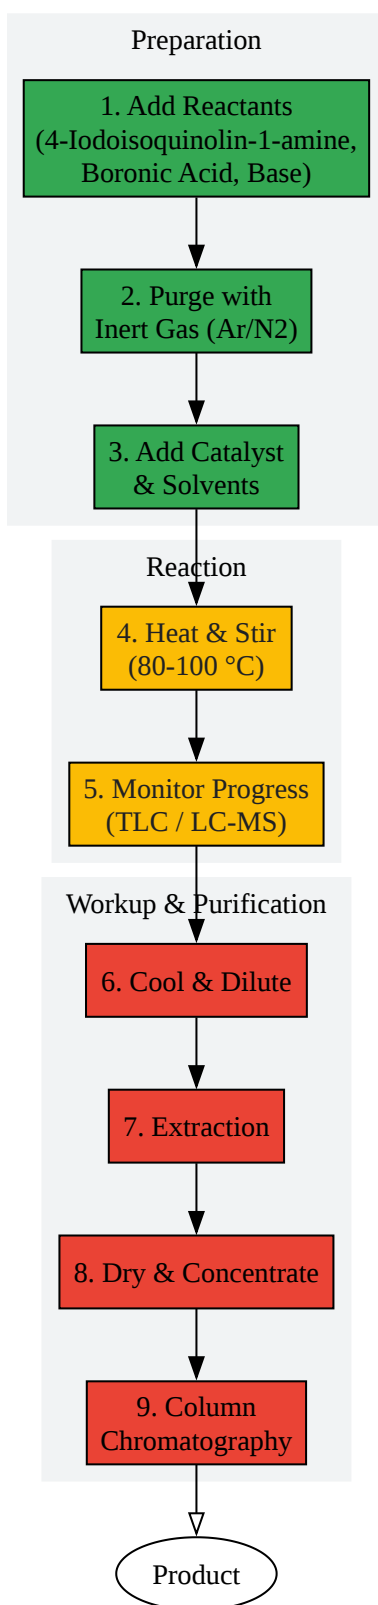 Preparation
1. Add Reactants
(4-Iodoisoquinolin-1-amine,
Boronic Acid, Base)
2. Purge with
Inert Gas (Ar/N2)
3. Add Catalyst
& Solvents
Reaction
4. Heat & Stir
(80-100 °C)
5. Monitor Progress
(TLC / LC-MS)
Workup & Purification
6. Cool & Dilute
7. Extraction
8. Dry & Concentrate
9. Column
Chromatography
Product